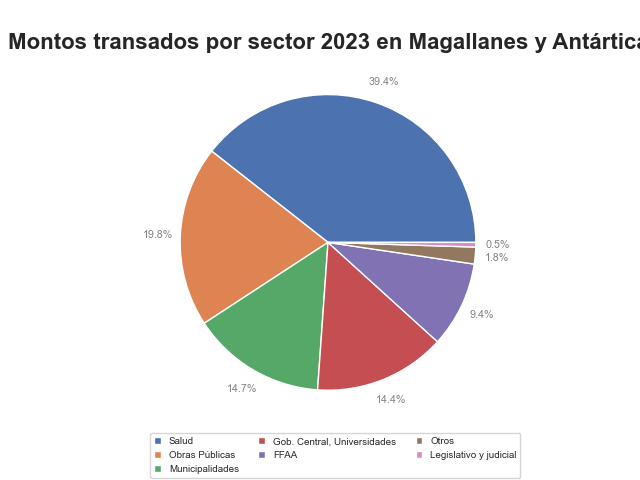 Montos transados por sector 2023 en Magallanes y Antártica
39.4%
19.8%
0.5%
1.8%
9.4%
14.7%
14.4%
Salud
Obras Públicas
Municipalidades
Gob. Central, Universidades
FFAA
Otros
Legislativo y judicial